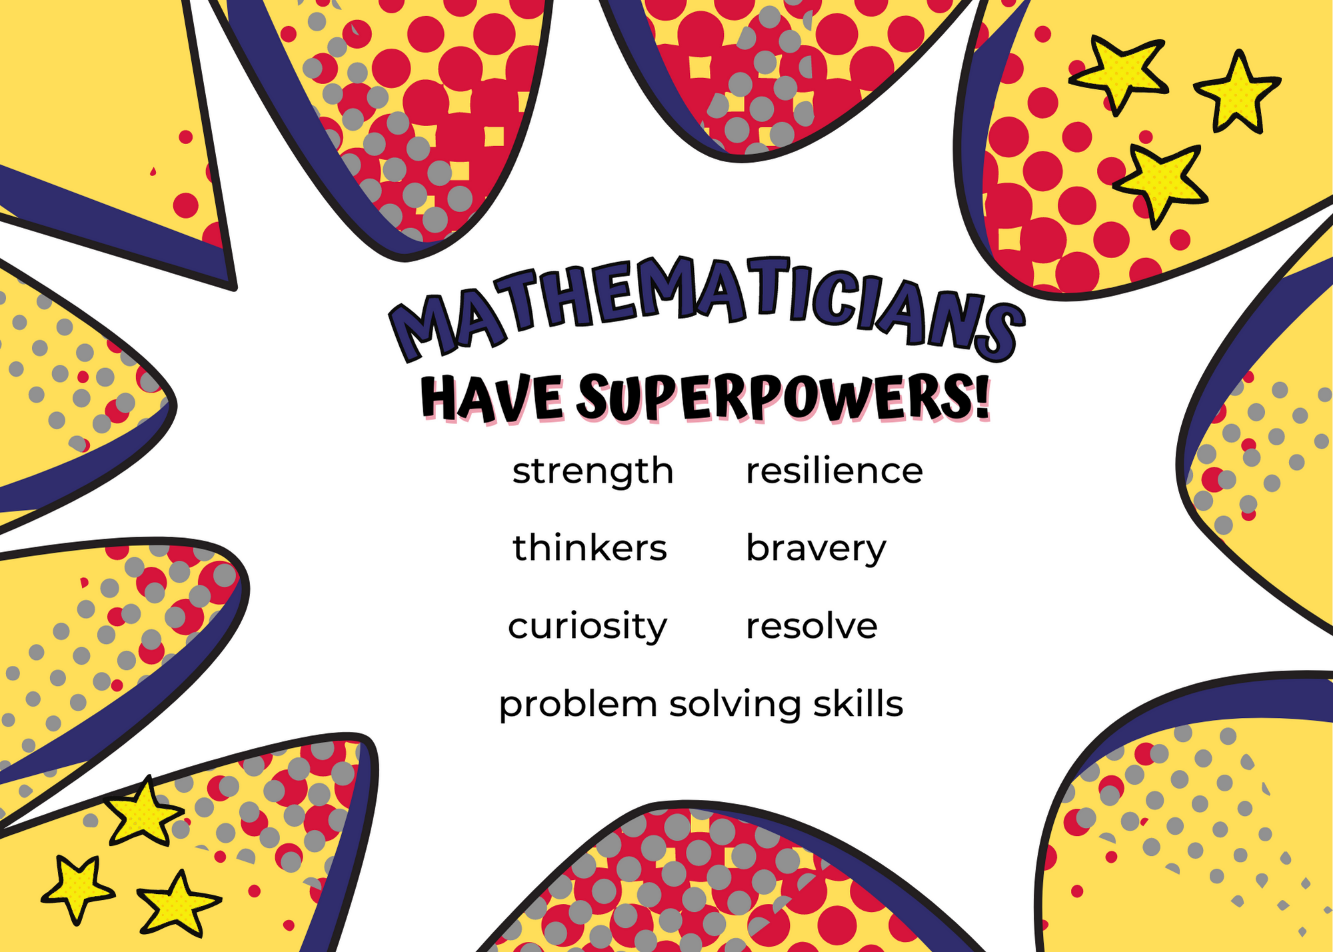 MATHEMATICIANS
HAVE SUPERPOWERS!
strength resilience
thinkers bravery
curiosity resolve
problem solving skills